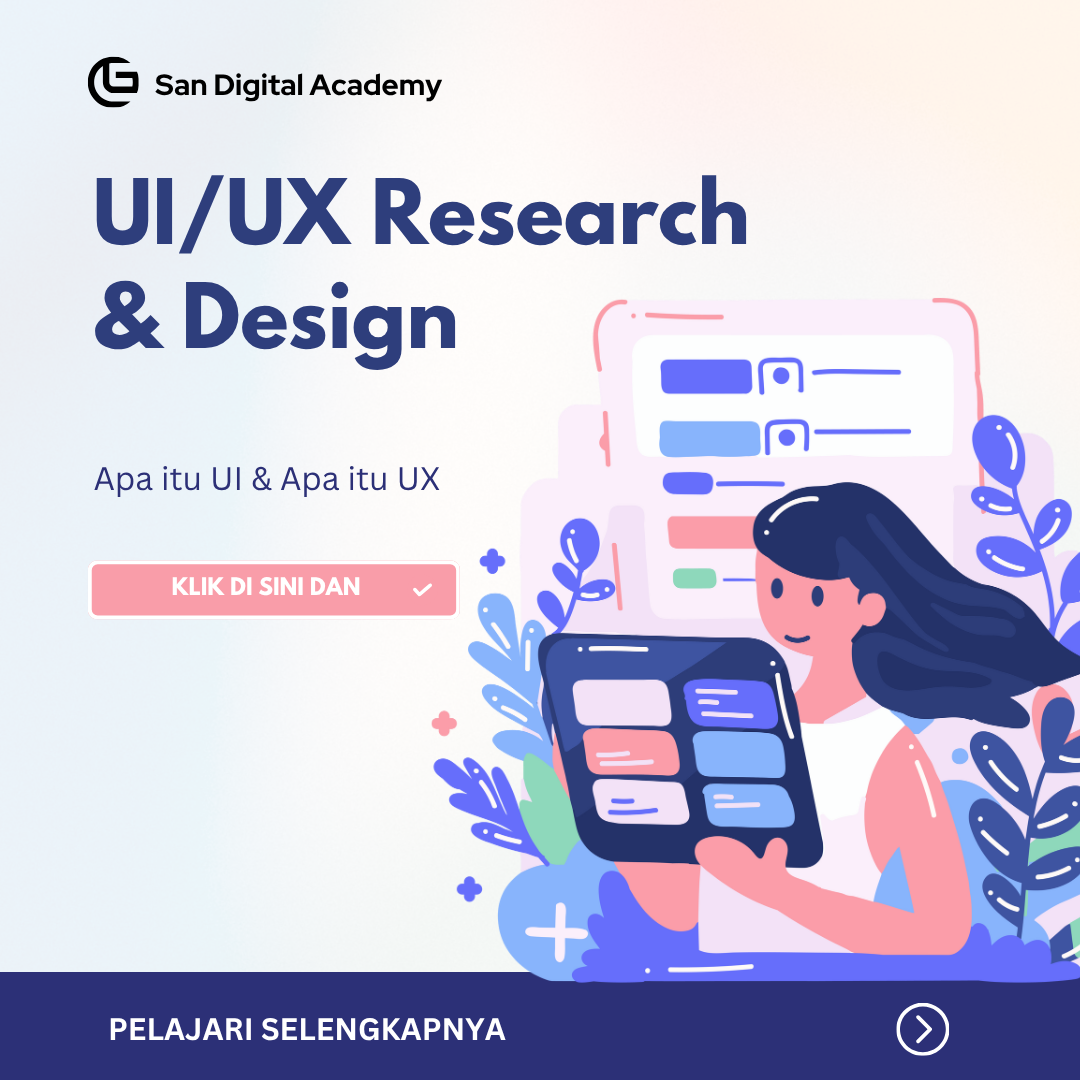 San Digital Academy
UI/UX Research
& Design
Apa itu UI & Apa itu UX
KLIK DI SINI DAN
PELAJARI SELENGKAPNYA